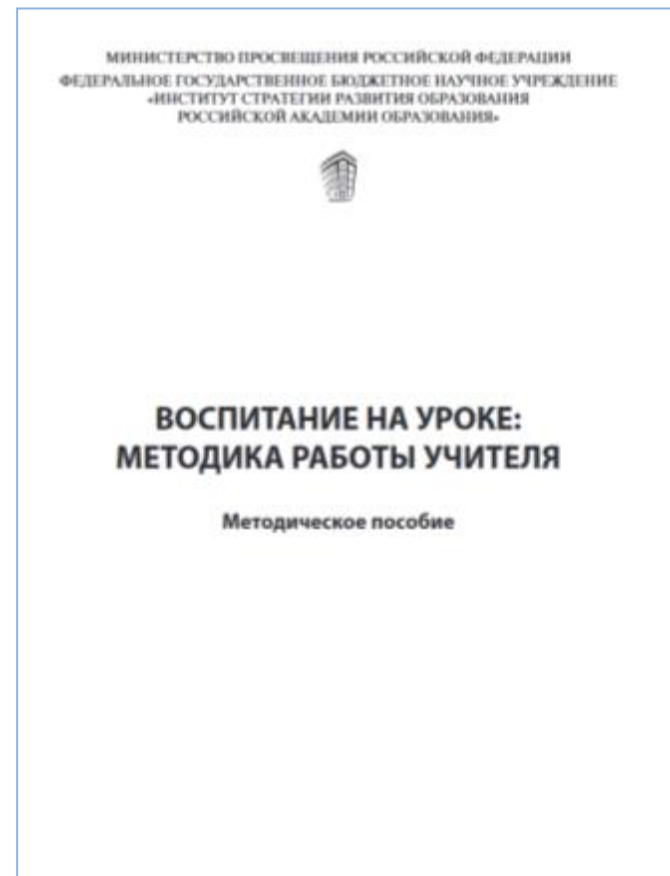 МИНИСТЕРСТВО ПРОСВЕЩЕНИЯ РОССИЙСКОЙ ФЕДЕРАЦИИ
ФЕДЕРАЛЬНОЕ ГОСУДАРСТВЕННОЕ БЮДЖЕТНОЕ НАУЧНОЕ УЧРЕЖДЕНИЕ
«ИНСТИТУТ СТРАТЕГИИ РАЗВИТИЯ ОБРАЗОВАНИЯ
РОССИЙСКОЙ АКАДЕМИИ ОБРАЗОВАНИЯ»
ВОСПИТАНИЕ НА УРОКЕ:
МЕТОДИКА РАБОТЫ УЧИТЕЛЯ
Методическое пособие